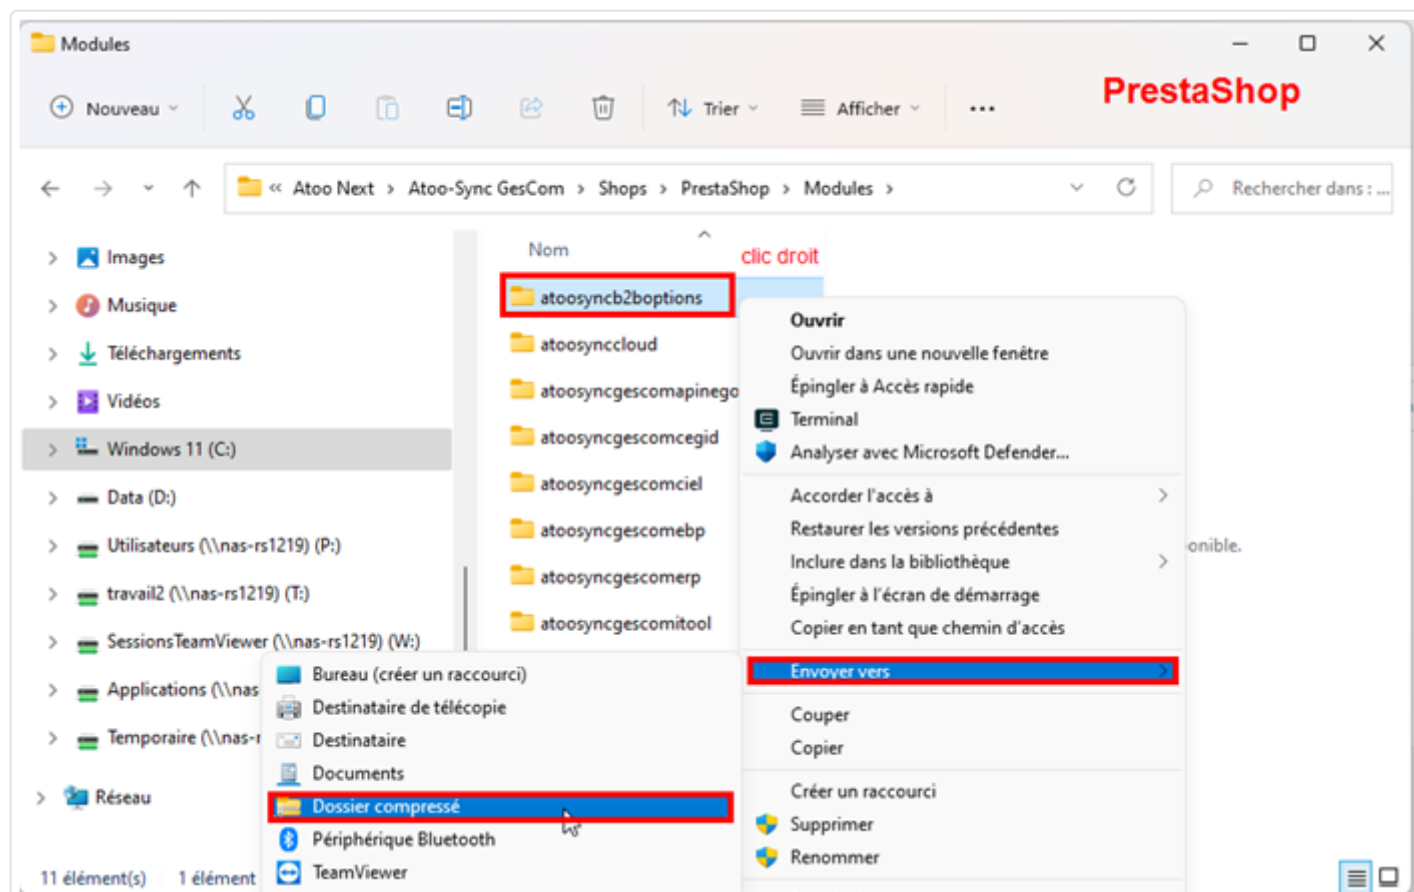 Modules
PrestaShop
Nouveau
Trier
Afficher
« Atoo Next > Atoo-Sync GesCom > Shops > PrestaShop > Modules >
Rechercher dans : ...
Images
Musique
Téléchargements
Vidéos
Windows 11 (C:)
Data (D:)
Utilisateurs (\\nas-rs1219) (P:)
travail2 (\\nas-rs1219) (T:)
SessionsTeamViewer (\\nas-rs1219) (W:)
Applications (\\nas
Temporaire (\\nas-r
Réseau
Nom
clic droit
atoosyncb2boptions
atoosynccloud
atoosyncgescomapinego
atoosyncgescomcegid
atoosyncgescomciel
atoosyncgescomebp
atoosyncgescomerp
atoosyncgescomitool
Ouvrir
Ouvrir dans une nouvelle fenêtre
Épingler à Accès rapide
Terminal
Analyser avec Microsoft Defender...
Accorder l'accès à
Restaurer les versions précédentes
Inclure dans la bibliothèque
Épingler à l'écran de démarrage
Copier en tant que chemin d'accès
Envoyer vers
Couper
Copier
Créer un raccourci
Supprimer
Renommer
onible.
Bureau (créer un raccourci)
Destinataire de télécopie
Destinataire
Documents
Dossier compressé
Périphérique Bluetooth
TeamViewer
11 élément(s)
1 élément